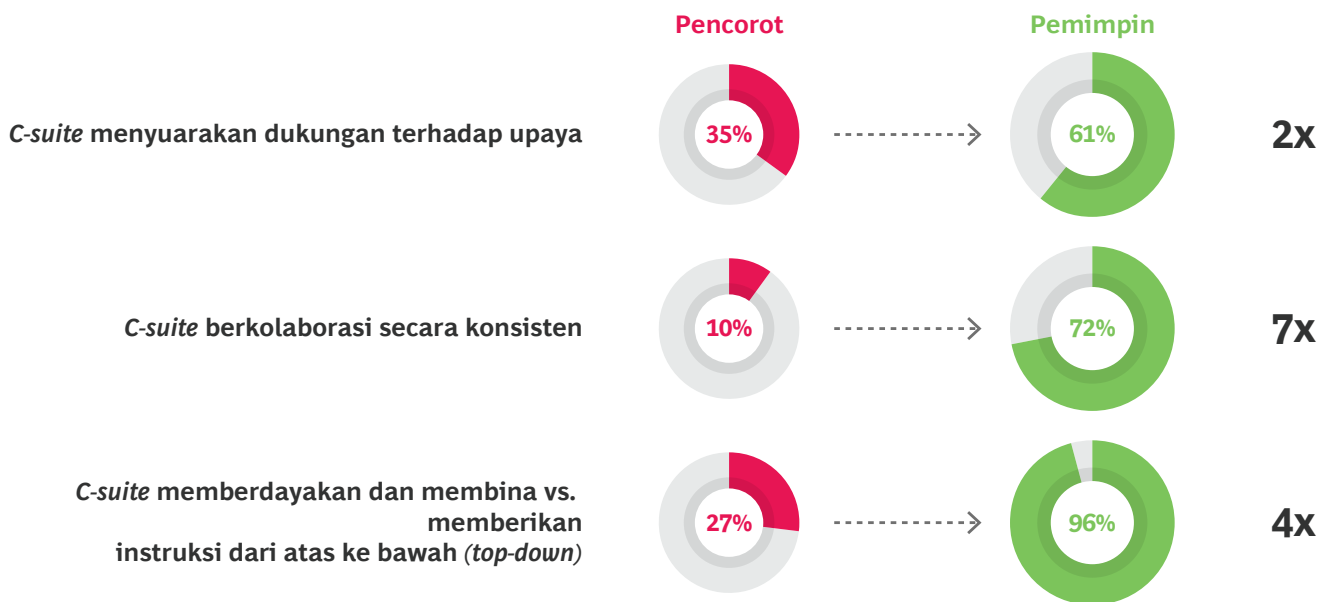 Pencorot Pemimpin
C-suite menyuarakan dukungan terhadap upaya 35% 61% 2x
C-suite berkolaborasi secara konsisten 10% 72% 7x
C-suite memberdayakan dan membina vs.
memberikan
instruksi dari atas ke bawah (top-down) 27% 96% 4x